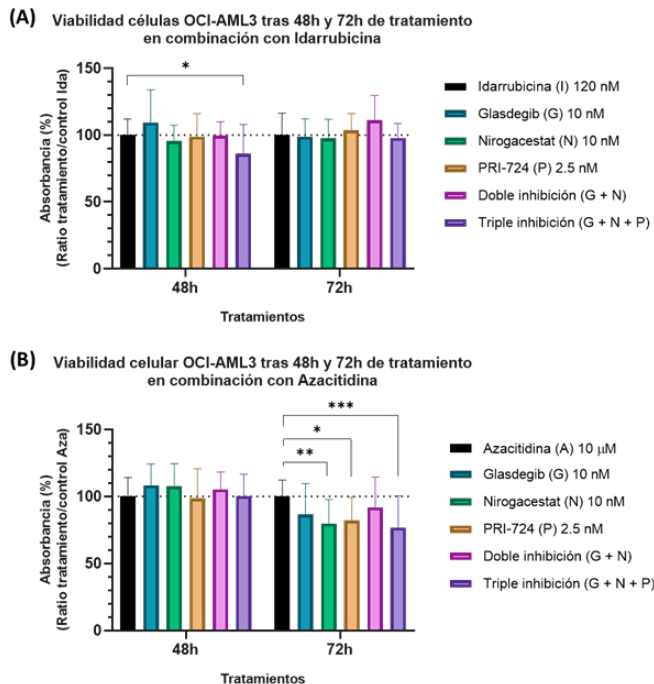 (A) Viabilidad células OCI-AML3 tras 48h y 72h de tratamiento
en combinación con Idarrubicina
Absorbancia (%)
(Ratio tratamiento/control Ida)
150
100
50
0
*
48h
72h
Tratamientos
Idarrubicina (I) 120 nM
Glasdegib (G) 10 nM
Nirogacestat (N) 10 nM
PRI-724 (P) 2.5 nM
Doble inhibición (G + N)
Triple inhibición (G + N + P)
(B) Viabilidad celular OCI-AML3 tras 48h y 72h de tratamiento
en combinación con Azacitidina
Absorbancia (%)
(Ratio tratamiento/control Aza)
150
100
50
0
***
*
**
48h
72h
Tratamientos
Azacitidina (A) 10 μM
Glasdegib (G) 10 nM
Nirogacestat (N) 10 nM
PRI-724 (P) 2.5 nM
Doble inhibición (G + N)
Triple inhibición (G + N + P)